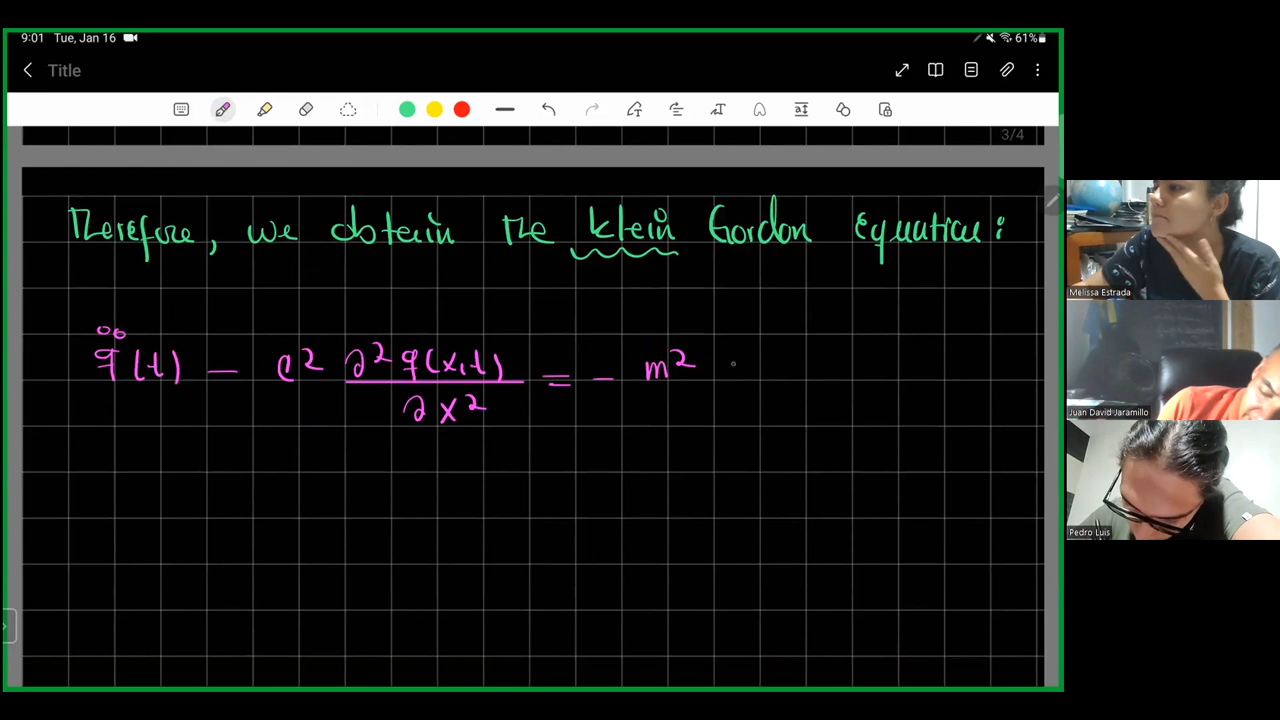 9:01 Tue, Jan 16 61%
Title
3/4
Therefore, we obtain the Klein Gordon Equation:
q̈(t) – c² ∂² q(x,t) / ∂x² = – m²
Melissa Estrada
Juan David Jaramillo
Pedro Luis